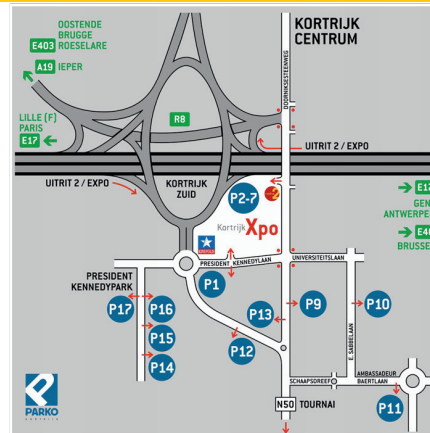 OOSTENDE
BRUGGE
E403 ROESELARE
A19 IEPER
LILLE (F)
PARIS
E17
R8
KORTRIJK
CENTRUM
DOORNIKSESTEENWEG
UITRIT 2 / EXPO
UITRIT 2 / EXPO
KORTRIJK
ZUID
P2-7
Kortrijk Xpo
E17
GEN
ANTWERPE
E40
BRUSSE
PRESIDENT KENNEDYLAAN
UNIVERSITEITSLAAN
PRESIDENT
KENNEDYPARK
P1
P17
P16
P15
P14
P13
P12
P9
P10
E. SABBELAAN
SCHAAPSDREEF
AMBASSADEUR
BAERTLAAN
P11
N50 TOURNAI
PARKO